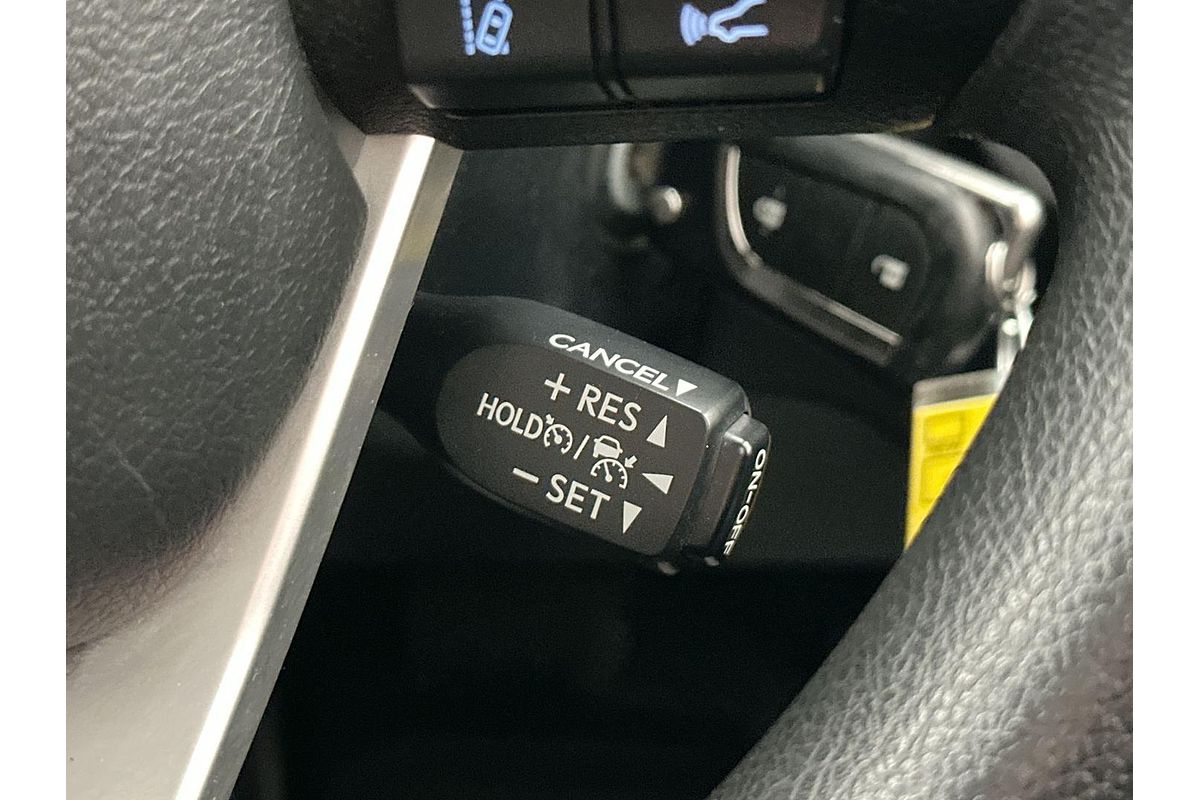 CANCEL▼
+ RES ▲
HOLD / ◀
− SET ▼
ON-OFF